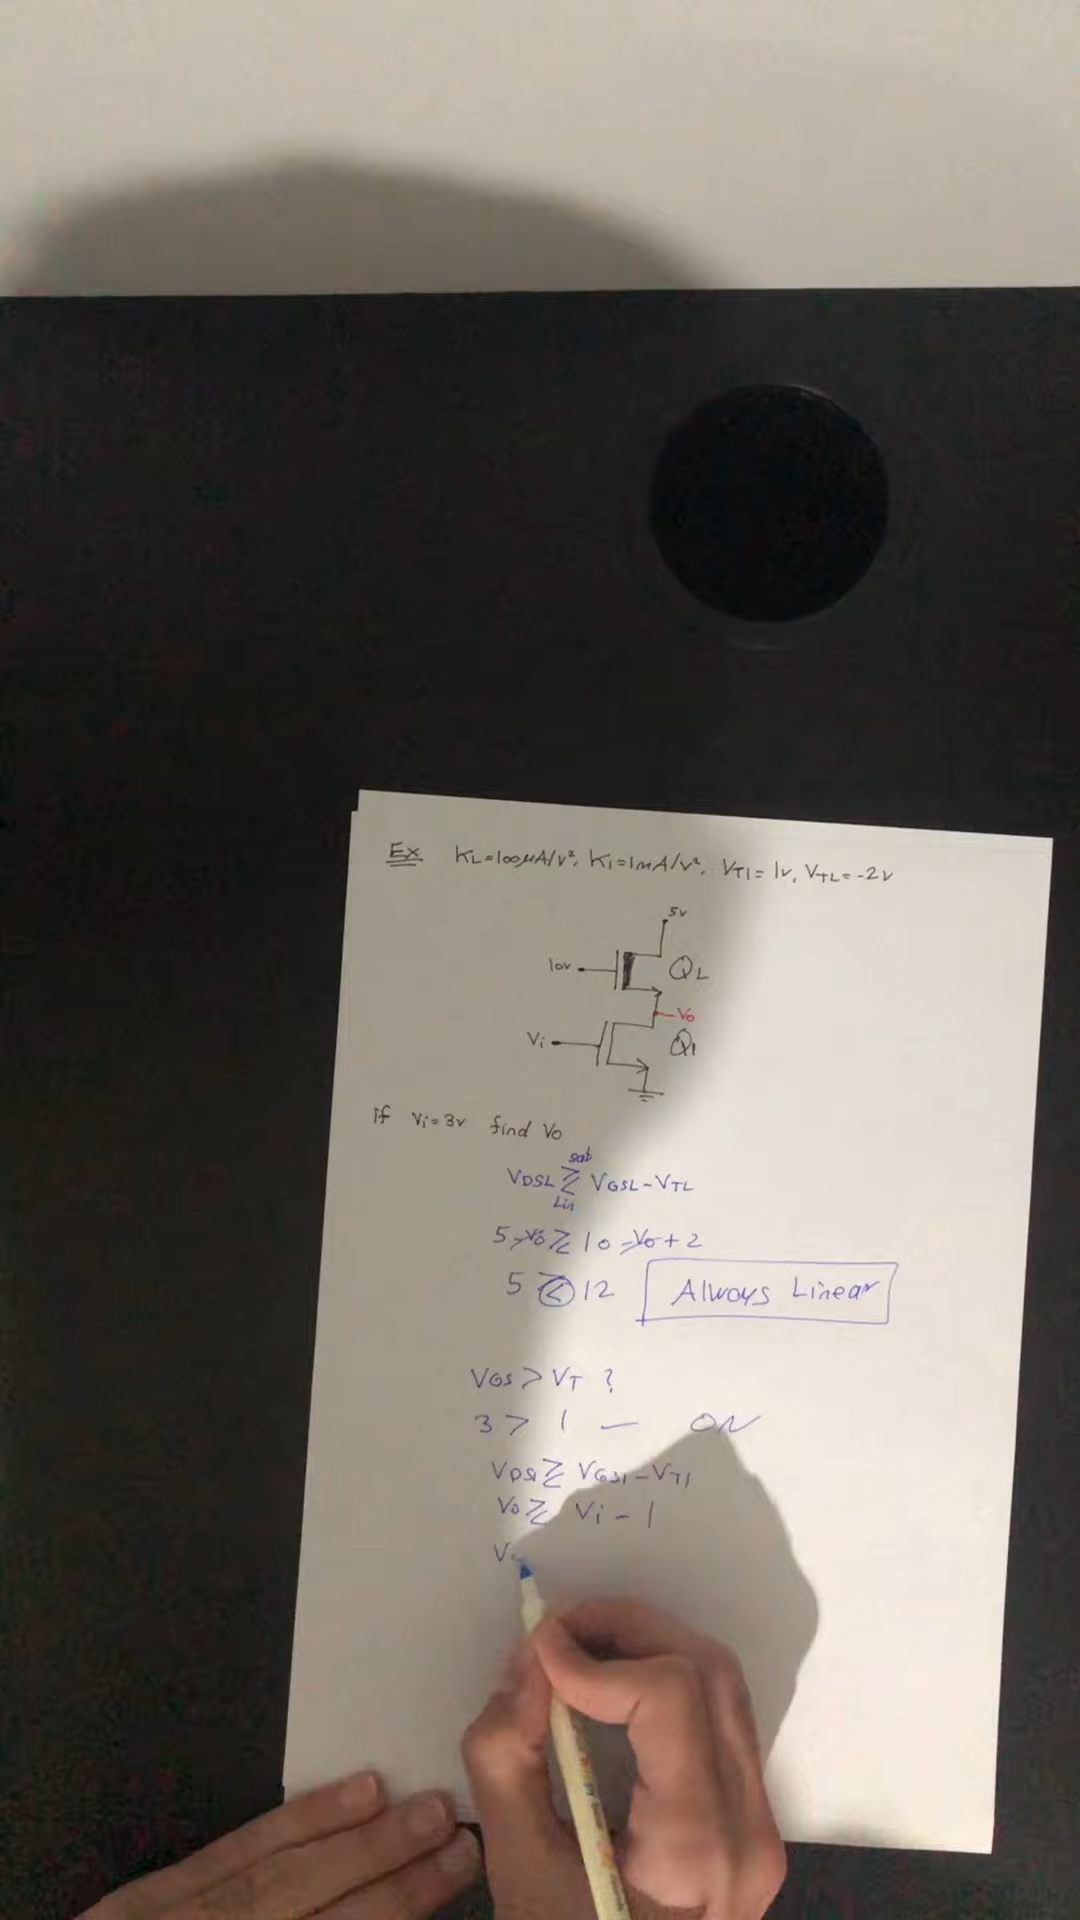 Ex KL=100μA/V², K1=1mA/V², VT1=1V, VTL=-2V
5V
10V
QL
Vo
Vi
Q1
if Vi=3V find Vo
sat
VDSL ≷ VGSL-VTL
Lin
5-Vo ≷ 10-Vo+2
5 < 12 Always Linear
VGS > VT ?
3 > 1 — ON
VDS1 ≷ VGS1-VT1
Vo ≷ Vi - 1